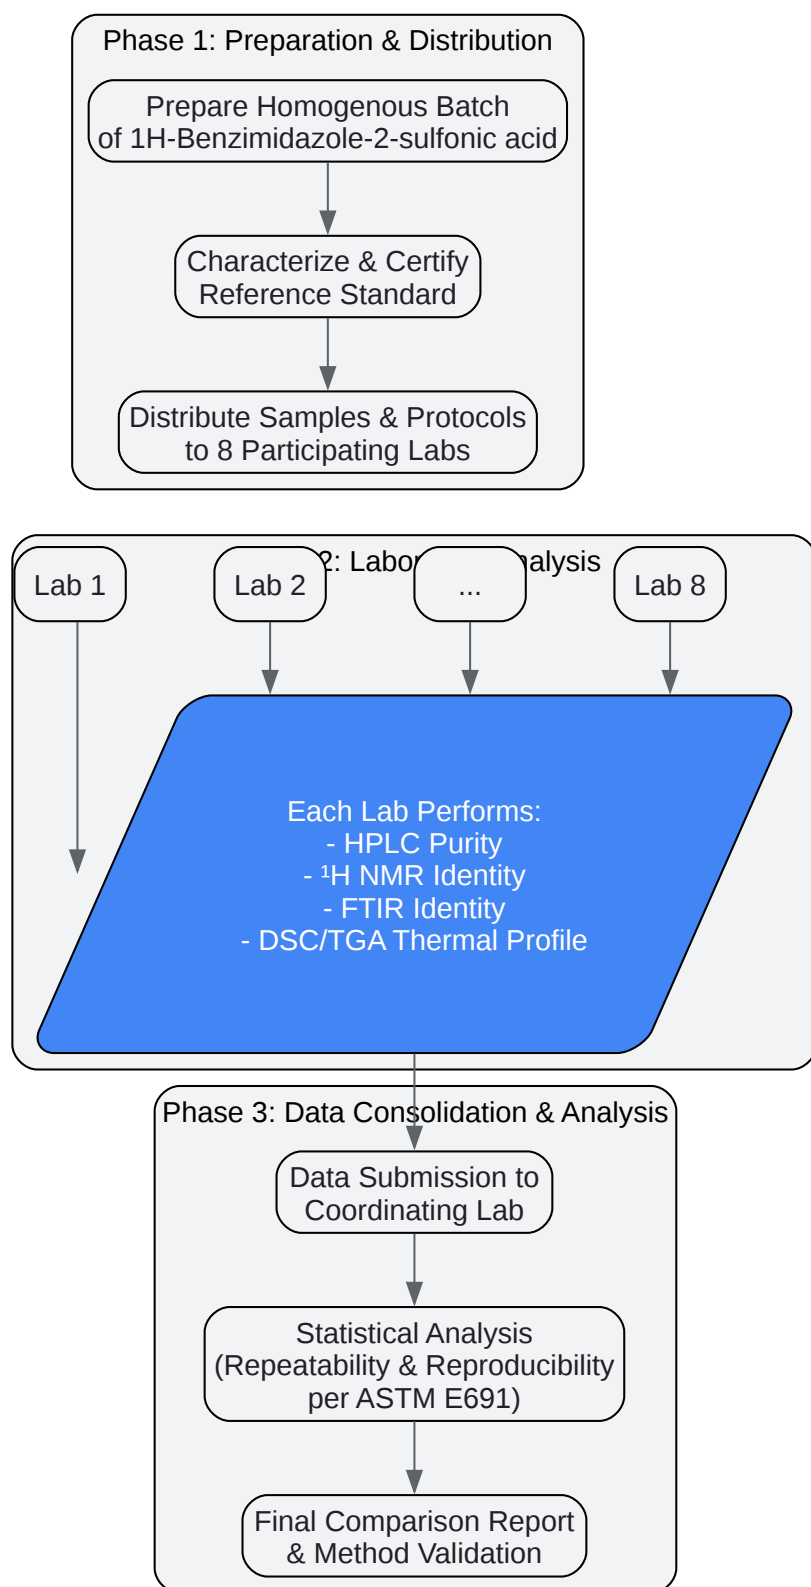 Phase 1: Preparation & Distribution
Prepare Homogenous Batch
of 1H-Benzimidazole-2-sulfonic acid
Characterize & Certify
Reference Standard
Distribute Samples & Protocols
to 8 Participating Labs
2: Labor alysis
Lab 1
Lab 2
...
Lab 8
Each Lab Performs:
- HPLC Purity
- ¹H NMR Identity
- FTIR Identity
- DSC/TGA Thermal Profile
Phase 3: Data Consolidation & Analysis
Data Submission to
Coordinating Lab
Statistical Analysis
(Repeatability & Reproducibility
per ASTM E691)
Final Comparison Report
& Method Validation